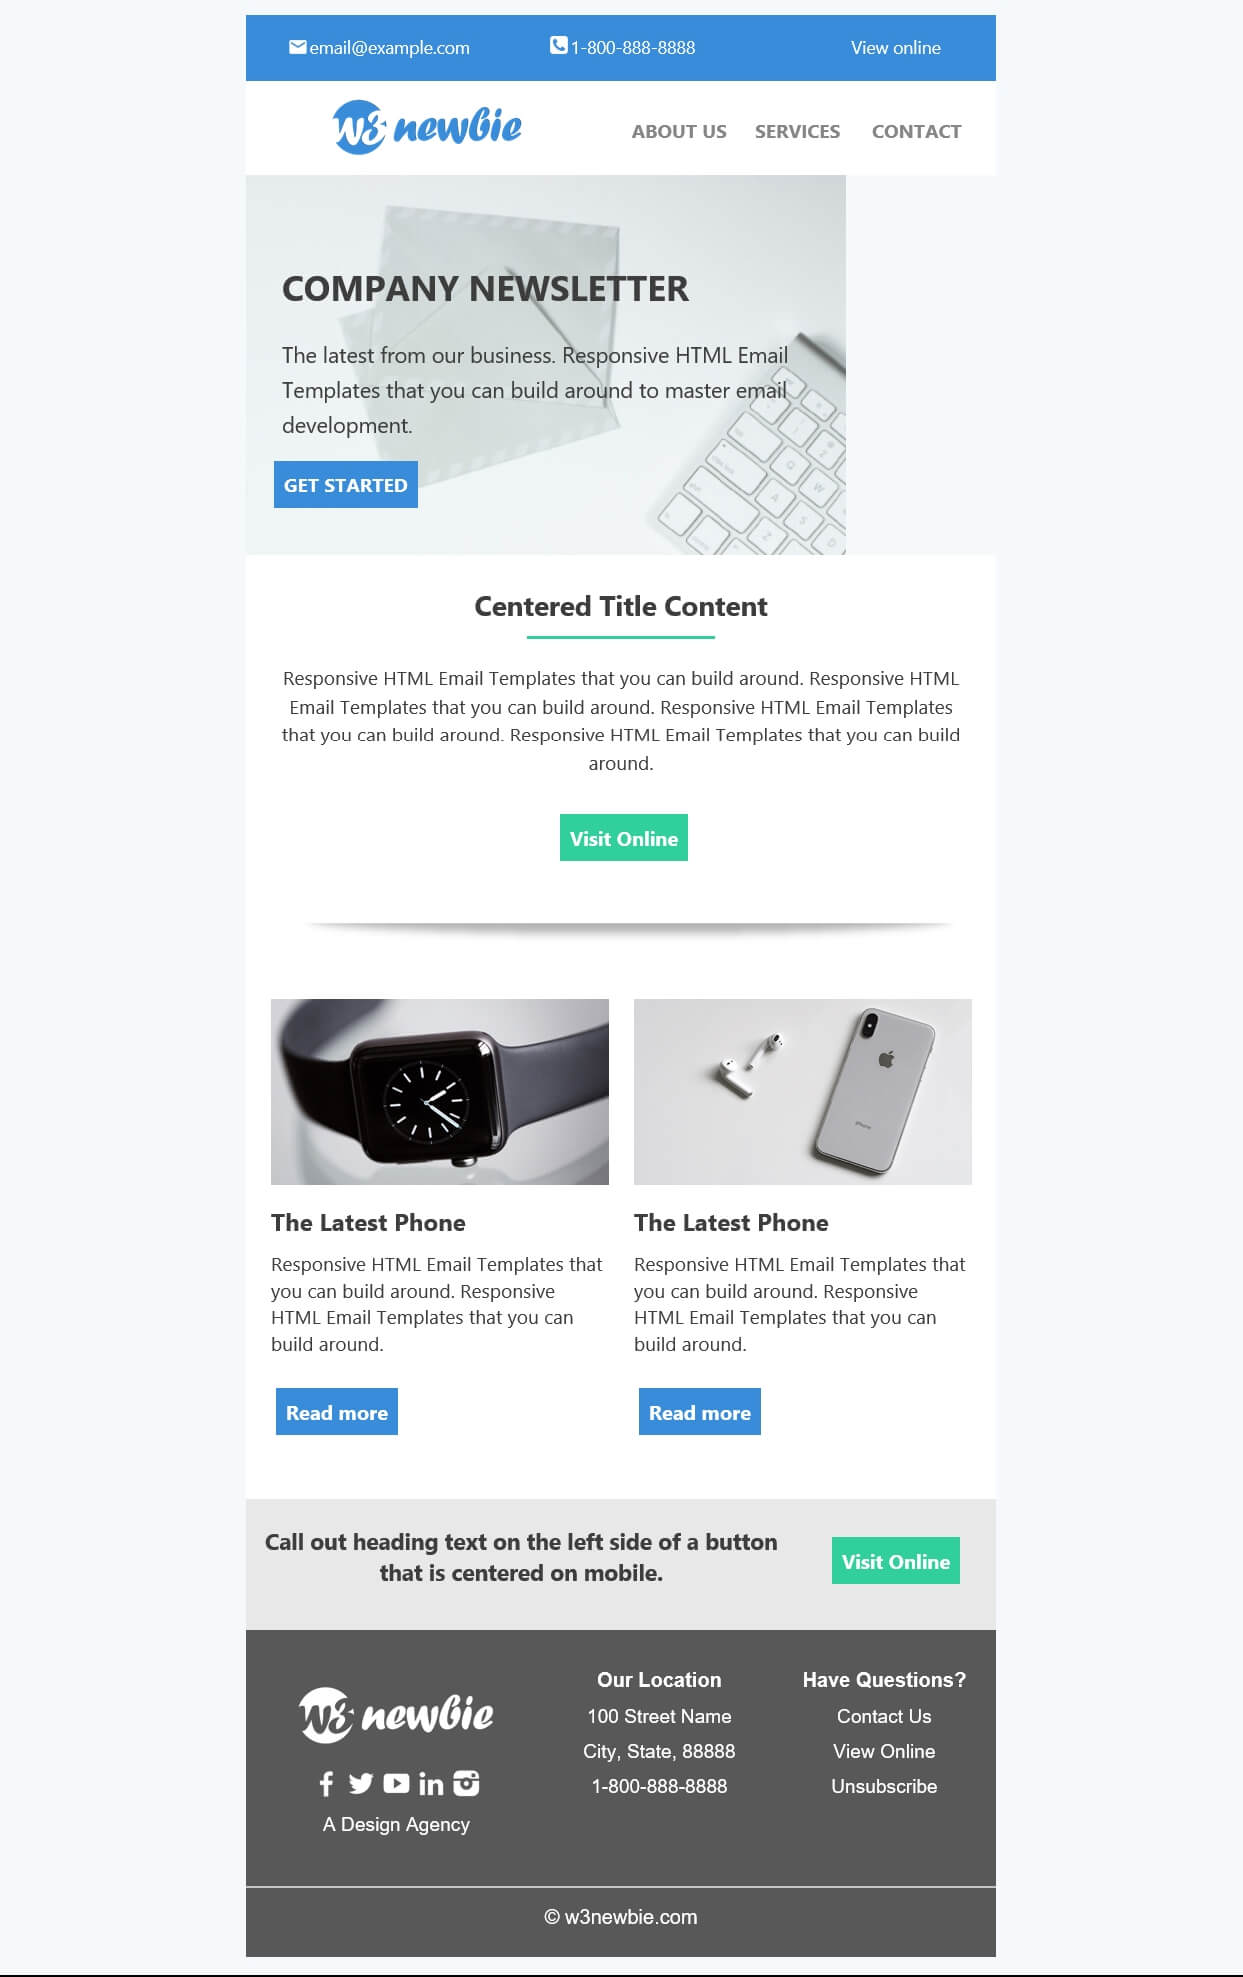 email@example.com
1-800-888-8888
View online
W3 newbie
ABOUT US
SERVICES
CONTACT
COMPANY NEWSLETTER
The latest from our business. Responsive HTML Email
Templates that you can build around to master email
development.
GET STARTED
Centered Title Content
Responsive HTML Email Templates that you can build around. Responsive HTML
Email Templates that you can build around. Responsive HTML Email Templates
that you can build around. Responsive HTML Email Templates that you can build
around.
Visit Online
The Latest Phone
Responsive HTML Email Templates that
you can build around. Responsive
HTML Email Templates that you can
build around.
Read more
The Latest Phone
Responsive HTML Email Templates that
you can build around. Responsive
HTML Email Templates that you can
build around.
Read more
Call out heading text on the left side of a button
that is centered on mobile.
Visit Online
W3 newbie
A Design Agency
Our Location
100 Street Name
City, State, 88888
1-800-888-8888
Have Questions?
Contact Us
View Online
Unsubscribe
© w3newbie.com